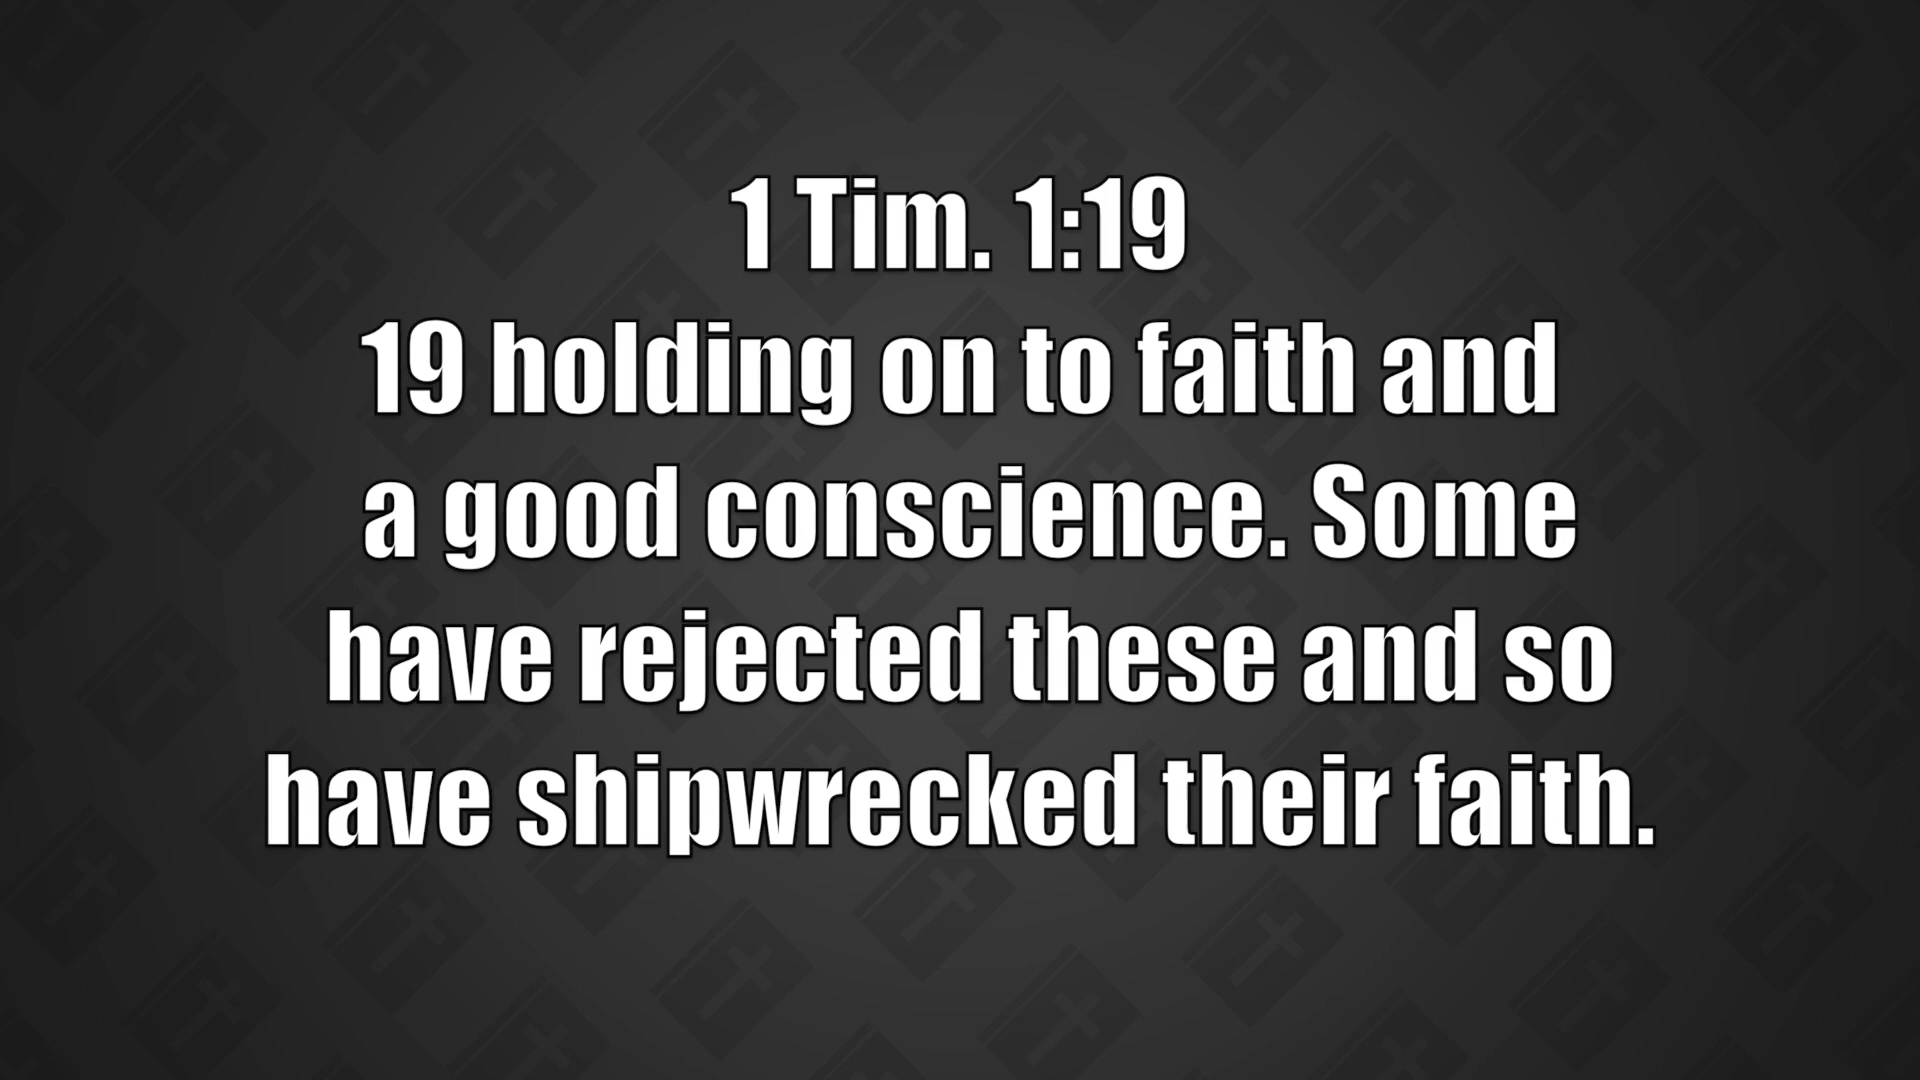 1 Tim. 1:19
19 holding on to faith and
a good conscience. Some
have rejected these and so
have shipwrecked their faith.